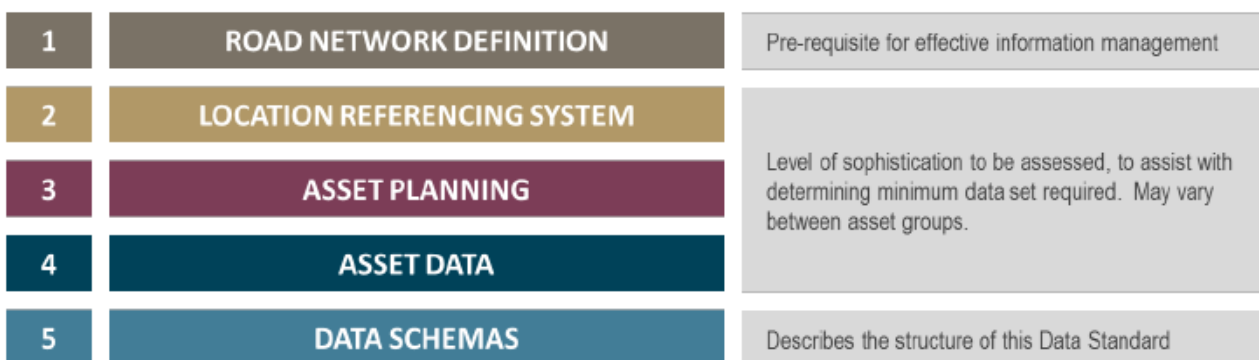 1 ROAD NETWORK DEFINITION Pre-requisite for effective information management
2 LOCATION REFERENCING SYSTEM
3 ASSET PLANNING
Level of sophistication to be assessed, to assist with
determining minimum data set required. May vary
between asset groups.
4 ASSET DATA
5 DATA SCHEMAS Describes the structure of this Data Standard